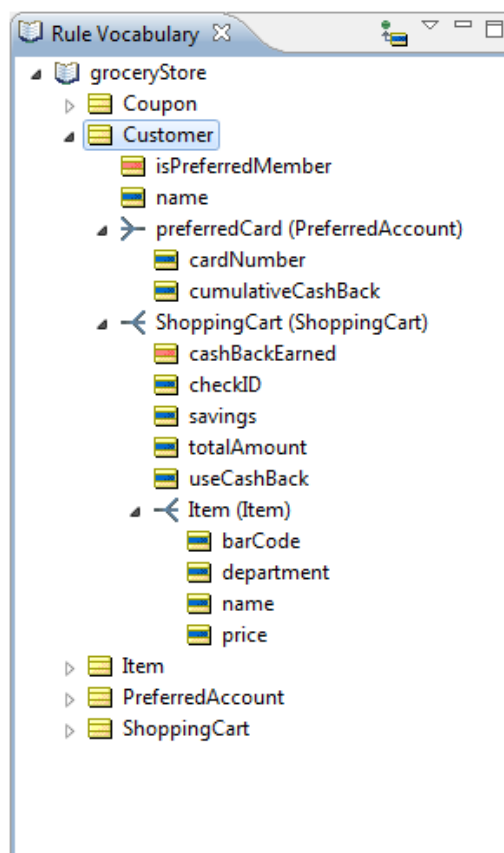 Rule Vocabulary
groceryStore
Coupon
Customer
isPreferredMember
name
preferredCard (PreferredAccount)
cardNumber
cumulativeCashBack
ShoppingCart (ShoppingCart)
cashBackEarned
checkID
savings
totalAmount
useCashBack
Item (Item)
barCode
department
name
price
Item
PreferredAccount
ShoppingCart